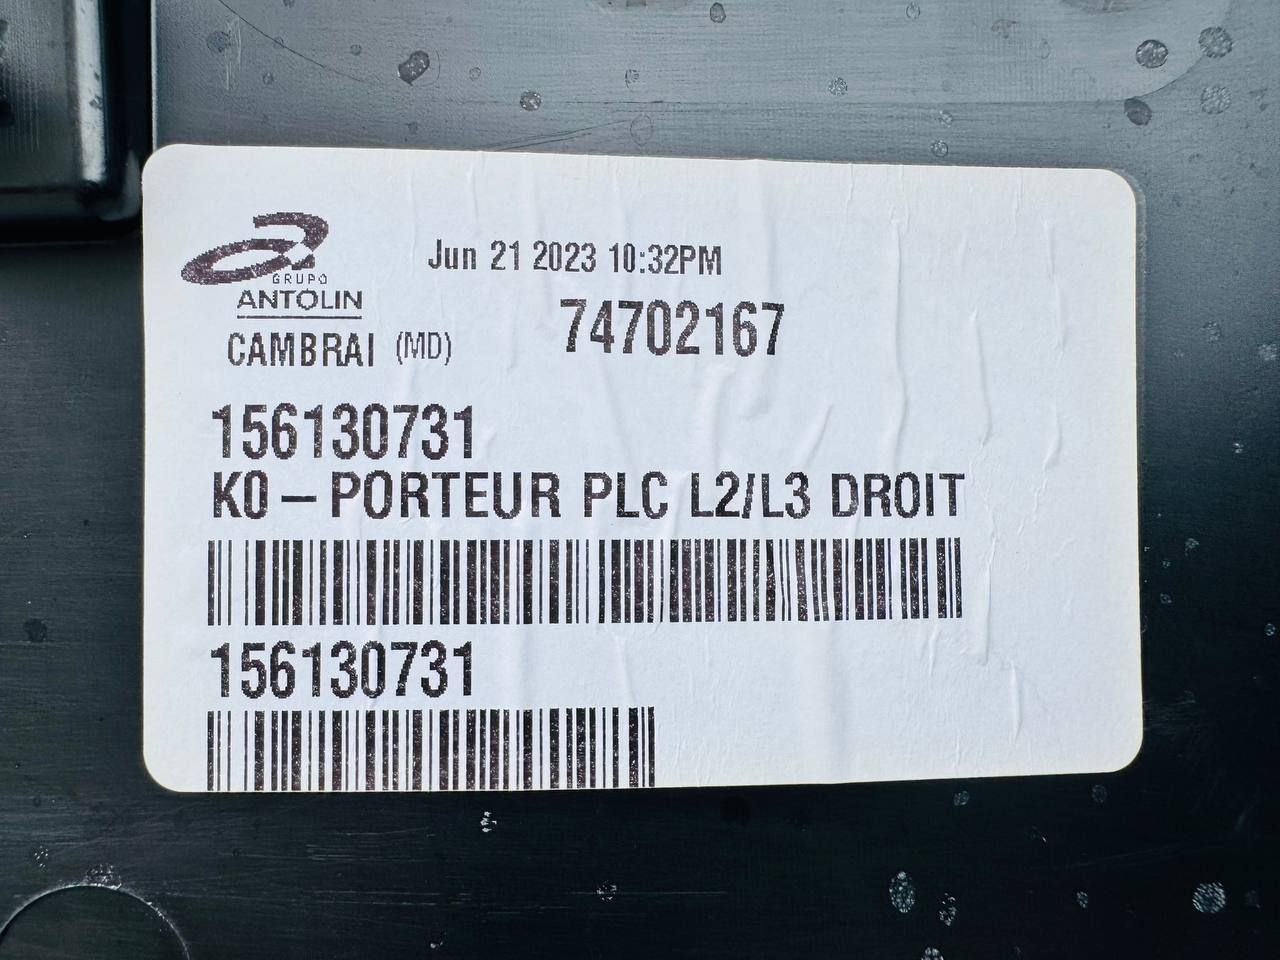 Jun 21 2023 10:32PM
GRUPO
ANTOLIN
CAMBRAI (MD)
74702167
156130731
K0-PORTEUR PLC L2/L3 DROIT
156130731